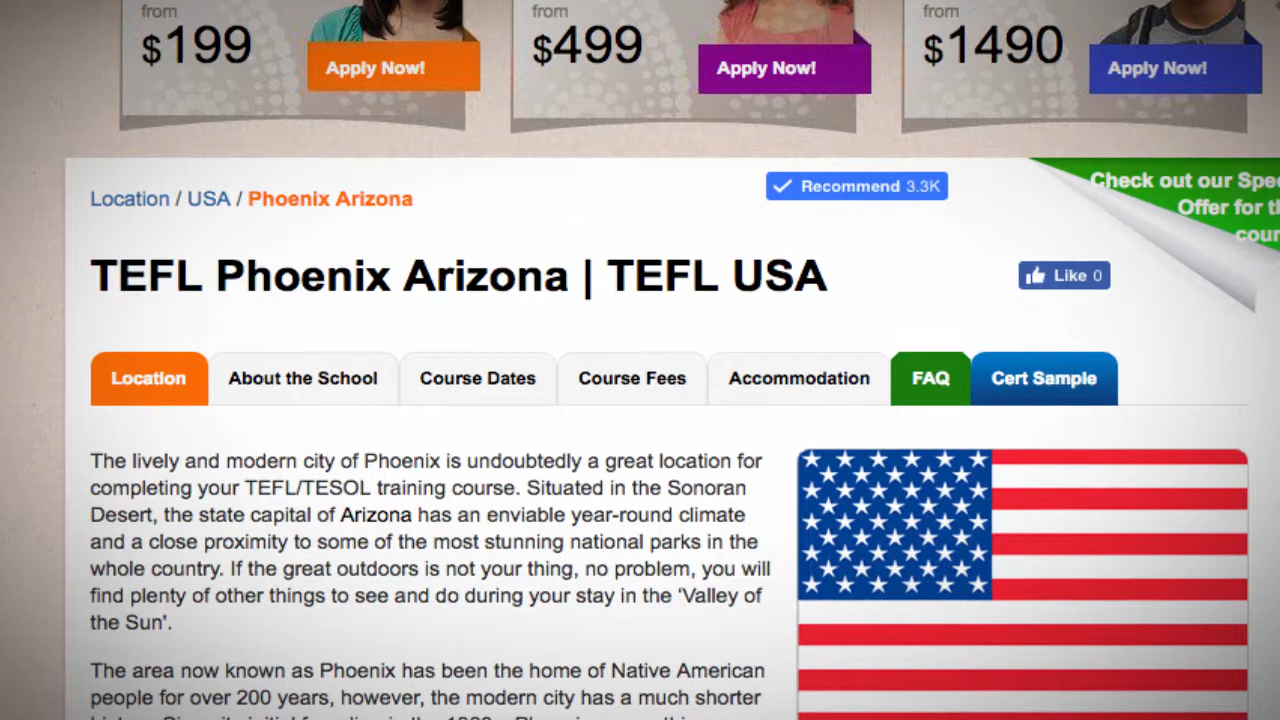 from
$199
Apply Now!
from
$499
Apply Now!
from
$1490
Apply Now!
Location / USA / Phoenix Arizona
Recommend 3.3K
Check out our
Offer for
TEFL Phoenix Arizona | TEFL USA
Like 0
Location
About the School
Course Dates
Course Fees
Accommodation
FAQ
Cert Sample
The lively and modern city of Phoenix is undoubtedly a great location for
completing your TEFL/TESOL training course. Situated in the Sonoran
Desert, the state capital of Arizona has an enviable year-round climate
and a close proximity to some of the most stunning national parks in the
whole country. If the great outdoors is not your thing, no problem, you will
find plenty of other things to see and do during your stay in the 'Valley of
the Sun'.
The area now known as Phoenix has been the home of Native American
people for over 200 years, however, the modern city has a much shorter